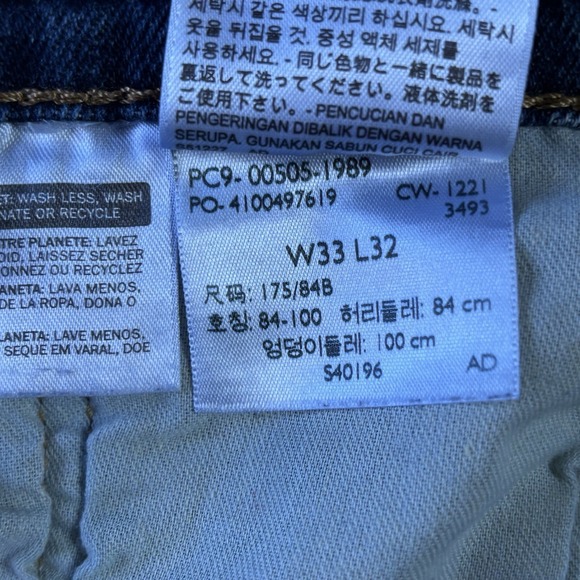 세탁시 같은 색상끼리 하십시요. 세탁시
옷을 뒤집을 것. 중성 액체 세제를
사용하세요. - 同じ色物と一緒に製品を
裏返して洗ってください。液体洗剤を
ご使用下さい。- PENCUCIAN DAN
PENGERINGAN DIBALIK DENGAN WARNA
SERUPA. GUNAKAN SABUN CUCI CAIR
PC9- 00505-1989
PO- 4100497619
CW- 1221
3493
W33 L32
尺码: 175/84B
호칭: 84-100 허리둘레: 84 cm
엉덩이둘레: 100 cm
S40196
AD
ET: WASH LESS, WASH
NATE OR RECYCLE
TRE PLANETE: LAVEZ
OID, LAISSEZ SECHER
ONNEZ OU RECYCLEZ
LANETA: LAVA MENOS,
DE LA ROPA, DONA O
LANETA: LAVE MENOS,
SEQUE EM VARAL, DOE